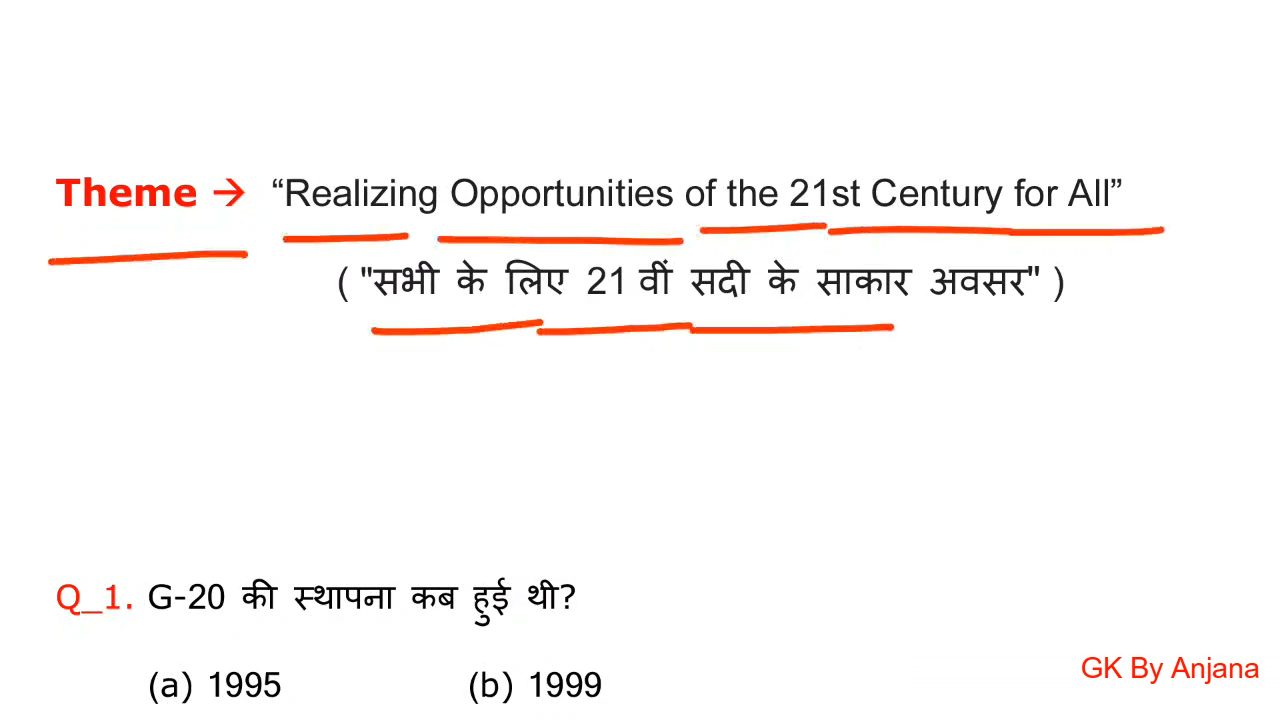 Theme → “Realizing Opportunities of the 21st Century for All”
( "सभी के लिए 21 वीं सदी के साकार अवसर" )
Q_1. G-20 की स्थापना कब हुई थी?
(a) 1995 (b) 1999
GK By Anjana